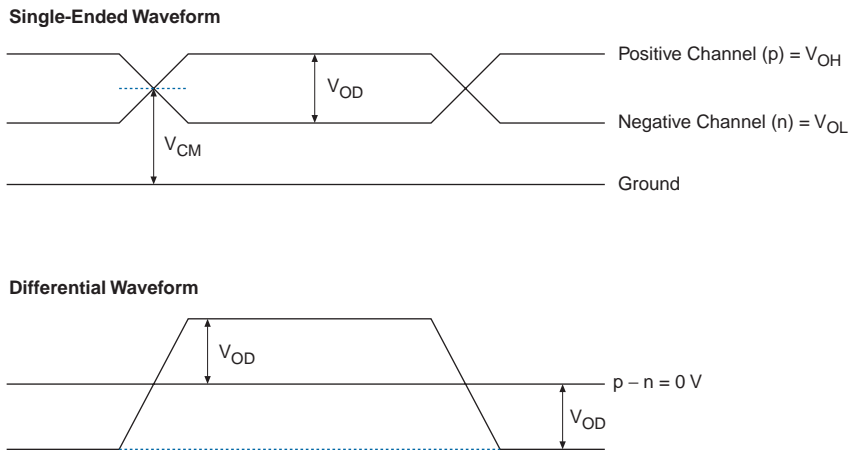 Single-Ended Waveform
Positive Channel (p) = VOH
VOD
Negative Channel (n) = VOL
VCM
Ground
Differential Waveform
VOD
p – n = 0 V
VOD